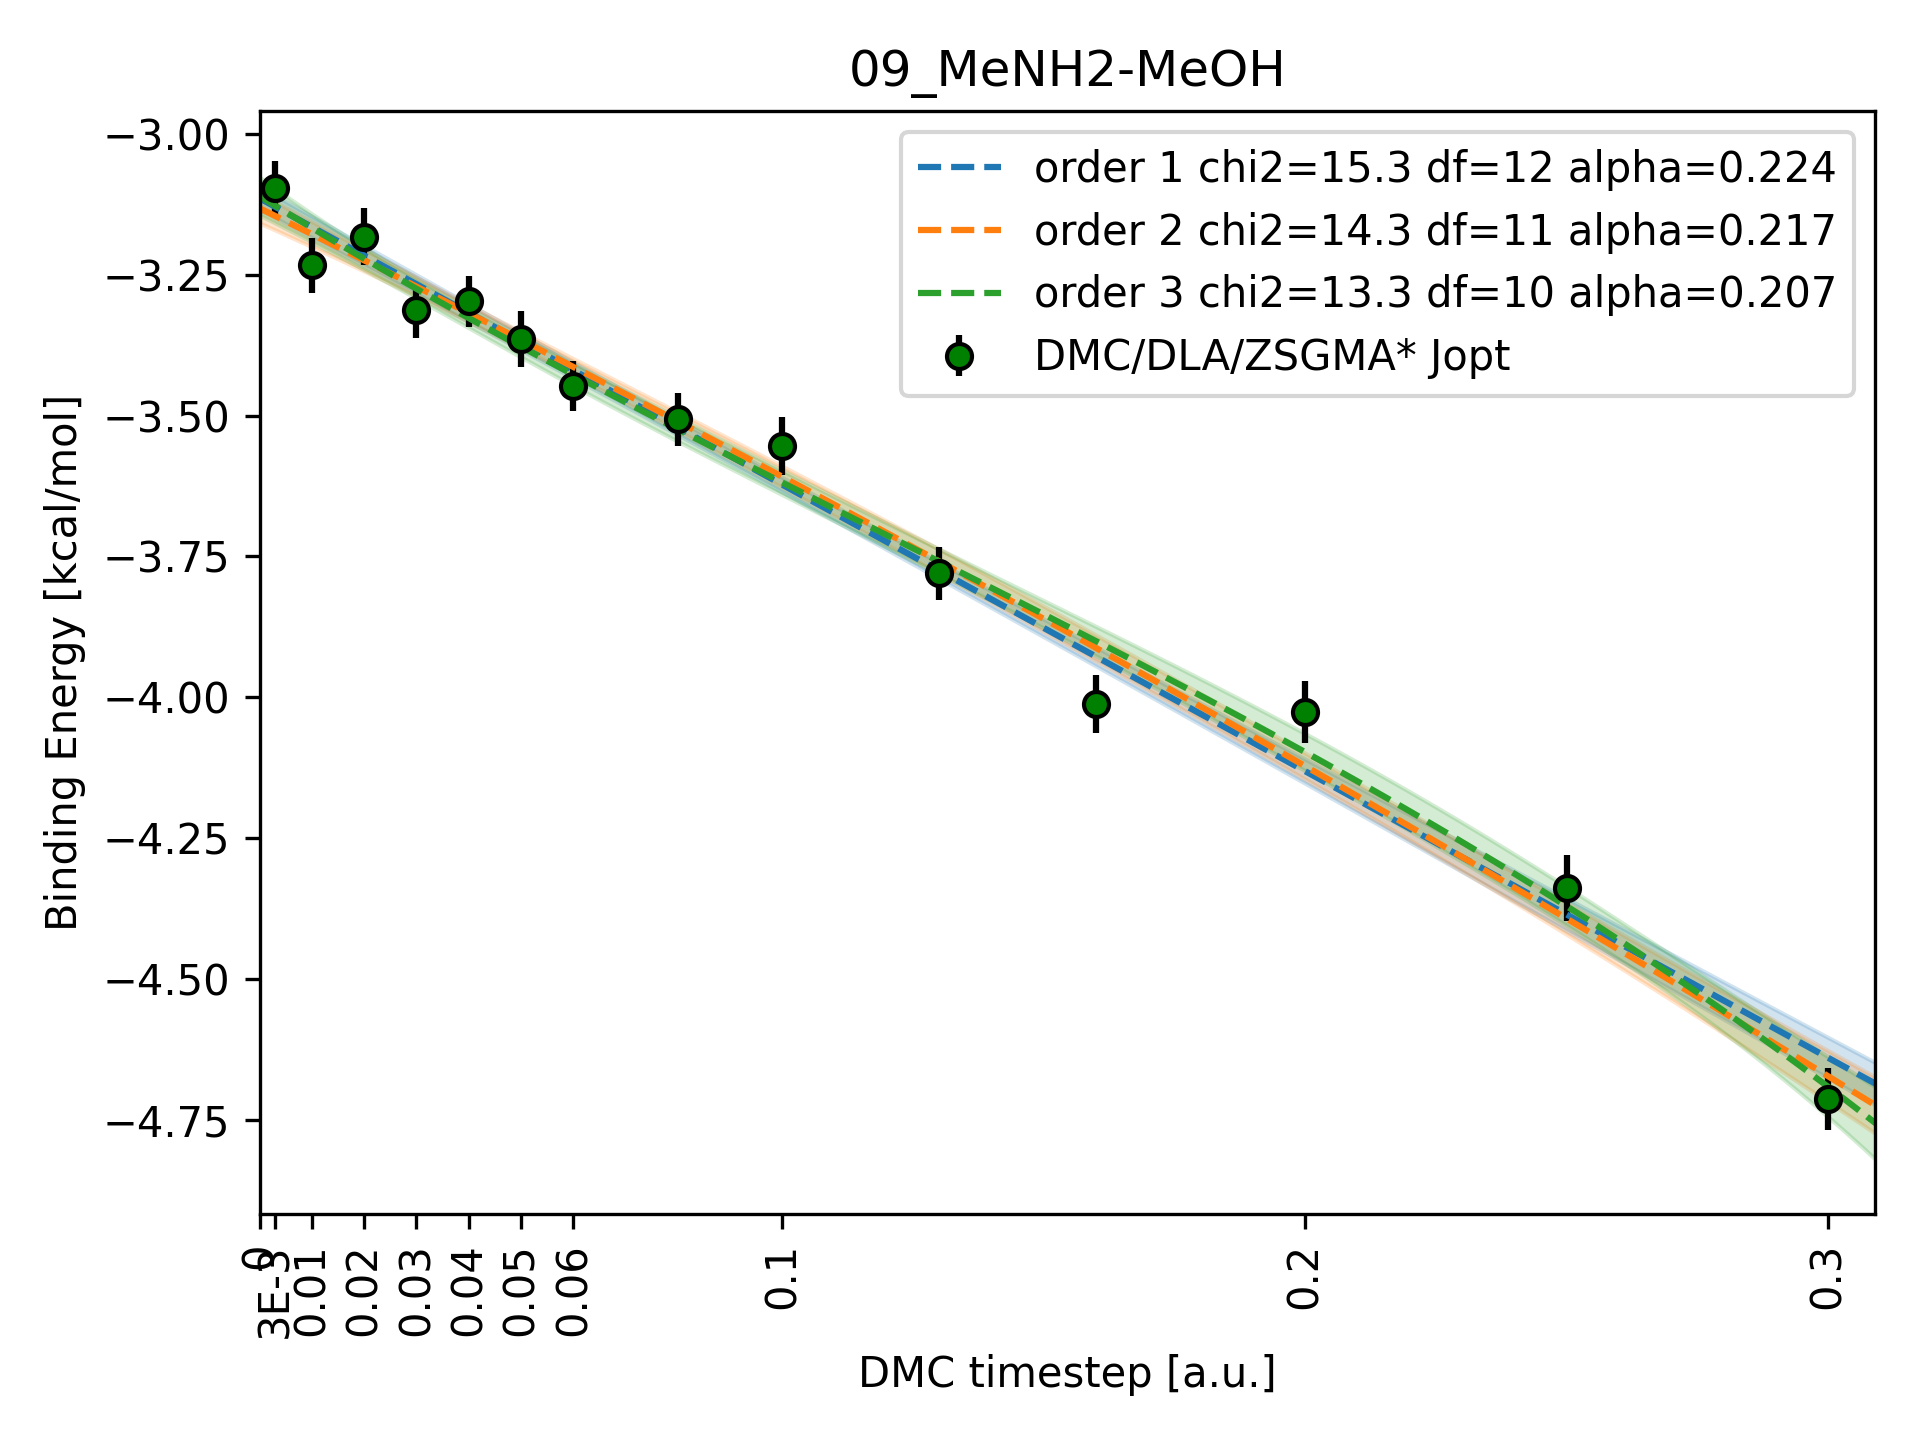 09_MeNH2-MeOH
order 1 chi2=15.3 df=12 alpha=0.224
order 2 chi2=14.3 df=11 alpha=0.217
order 3 chi2=13.3 df=10 alpha=0.207
DMC/DLA/ZSGMA* Jopt
Binding Energy [kcal/mol]
−3.00
−3.25
−3.50
−3.75
−4.00
−4.25
−4.50
−4.75
0
3E-3
0.01
0.02
0.03
0.04
0.05
0.06
0.1
0.2
0.3
DMC timestep [a.u.]